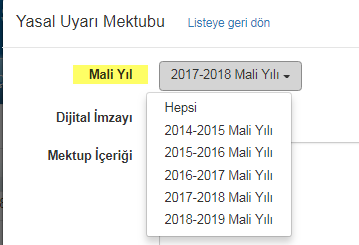 Yasal Uyarı Mektubu Listeye geri dön
Mali Yıl 2017-2018 Mali Yılı
Hepsi
Dijital İmzayı 2014-2015 Mali Yılı
Mektup İçeriği 2015-2016 Mali Yılı
2016-2017 Mali Yılı
2017-2018 Mali Yılı
2018-2019 Mali Yılı